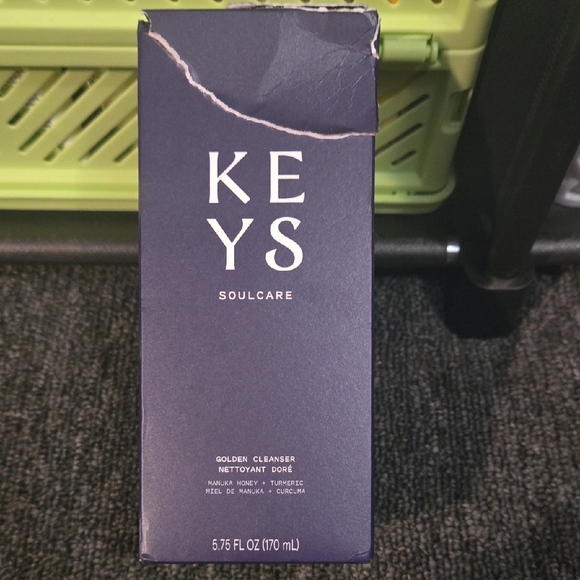 KE
YS
SOULCARE
GOLDEN CLEANSER
NETTOYANT DORÉ
MANUKA HONEY + TURMERIC
MIEL DE MANUKA + CURCUMA
5.75 FL OZ (170 mL)